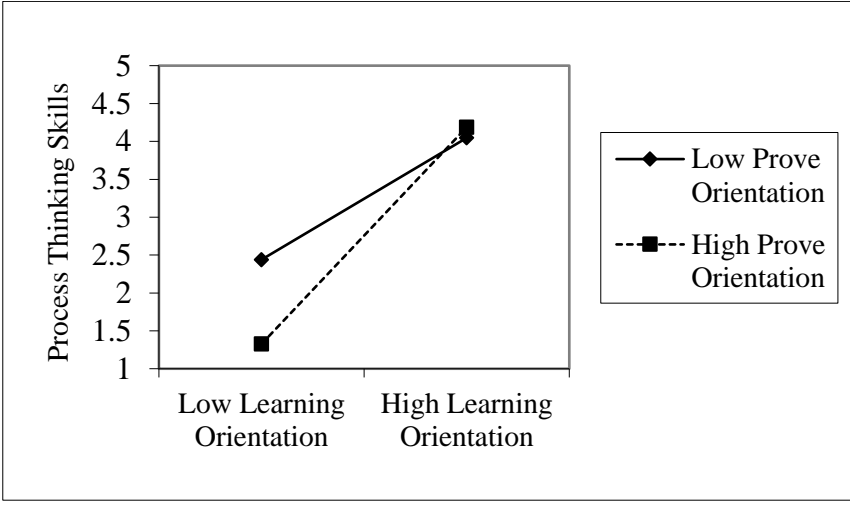 Process Thinking Skills
5
4.5
4
3.5
3
2.5
2
1.5
1
Low Learning
Orientation
High Learning
Orientation
Low Prove
Orientation
High Prove
Orientation